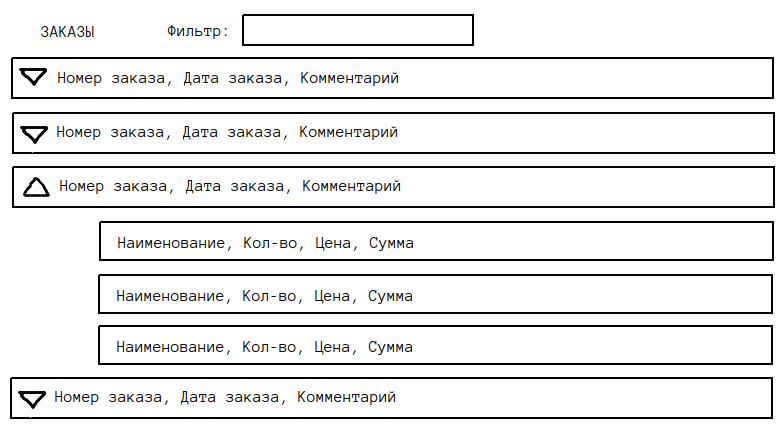 ЗАКАЗЫ Фильтр:
Номер заказа, Дата заказа, Комментарий
Номер заказа, Дата заказа, Комментарий
Номер заказа, Дата заказа, Комментарий
Наименование, Кол-во, Цена, Сумма
Наименование, Кол-во, Цена, Сумма
Наименование, Кол-во, Цена, Сумма
Номер заказа, Дата заказа, Комментарий